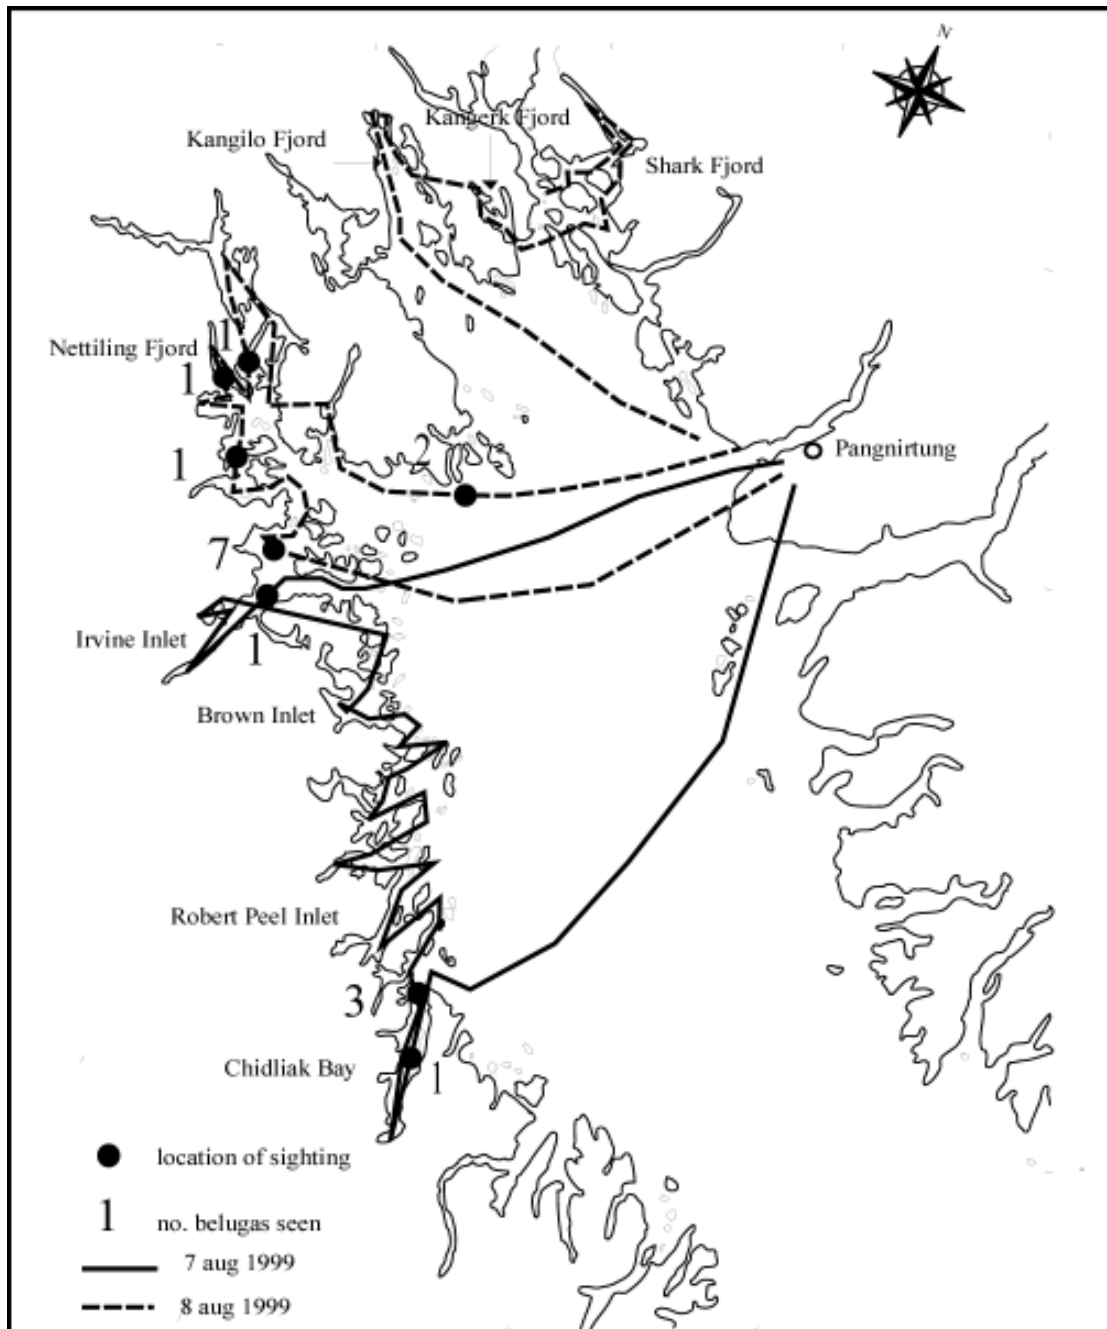 N
Kangerk Fjord
Kangilo Fjord
Shark Fjord
1
Nettiling Fjord
1
2
Pangnirtung
1
7
Irvine Inlet
1
Brown Inlet
Robert Peel Inlet
3
Chidliak Bay
1
location of sighting
1 no. belugas seen
7 aug 1999
8 aug 1999